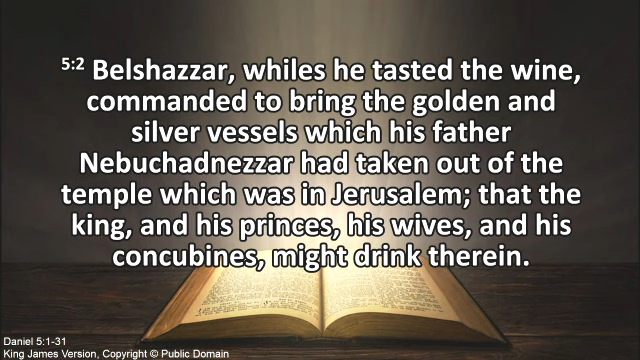 5:2 Belshazzar, whiles he tasted the wine,
commanded to bring the golden and
silver vessels which his father
Nebuchadnezzar had taken out of the
temple which was in Jerusalem; that the
king, and his princes, his wives, and his
concubines, might drink therein.
Daniel 5:1-31
King James Version, Copyright © Public Domain